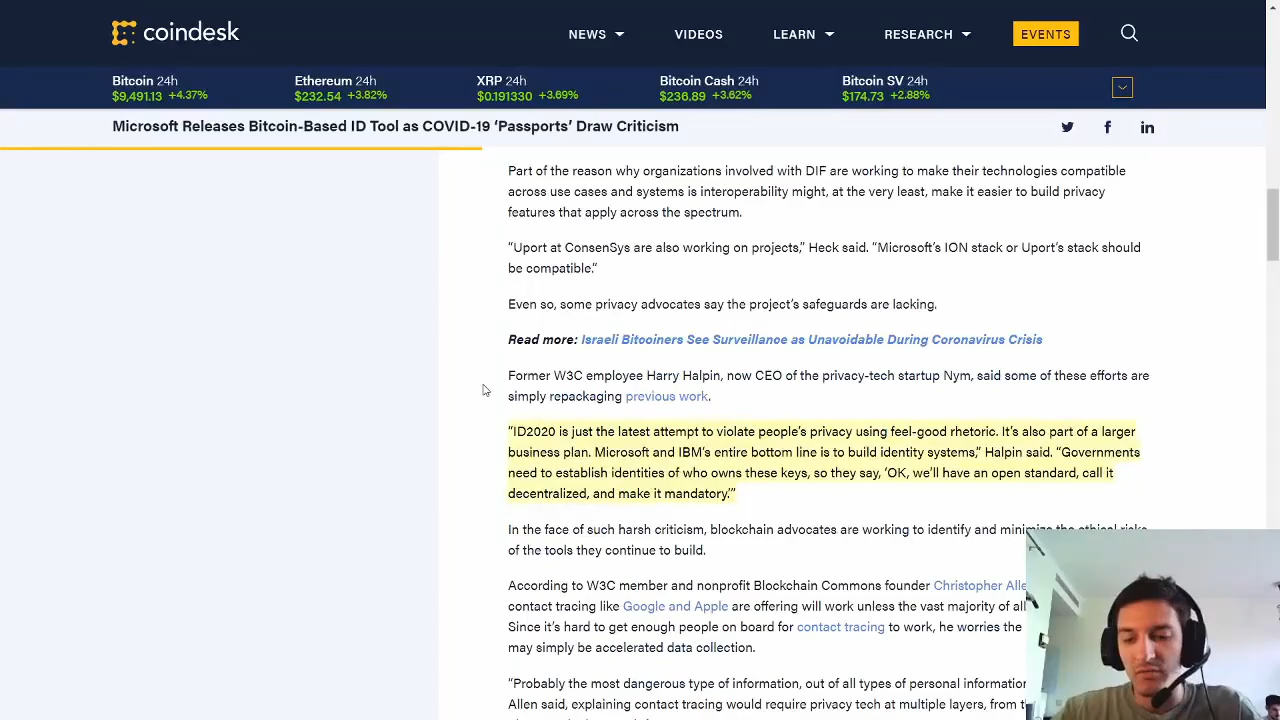 coindesk
NEWS
VIDEOS
LEARN
RESEARCH
EVENTS
Bitcoin 24h
$9,491.13 +4.37%
Ethereum 24h
$232.54 +3.82%
XRP 24h
$0.191330 +3.69%
Bitcoin Cash 24h
$236.89 +3.62%
Bitcoin SV 24h
$174.73 +2.88%
Microsoft Releases Bitcoin-Based ID Tool as COVID-19 ‘Passports’ Draw Criticism
Part of the reason why organizations involved with DIF are working to make their technologies compatible
across use cases and systems is interoperability might, at the very least, make it easier to build privacy
features that apply across the spectrum.
“Uport at ConsenSys are also working on projects,” Heck said. “Microsoft’s ION stack or Uport’s stack should
be compatible.”
Even so, some privacy advocates say the project’s safeguards are lacking.
Read more: Israeli Bitcoiners See Surveillance as Unavoidable During Coronavirus Crisis
Former W3C employee Harry Halpin, now CEO of the privacy-tech startup Nym, said some of these efforts are
simply repackaging previous work.
“ID2020 is just the latest attempt to violate people’s privacy using feel-good rhetoric. It’s also part of a larger
business plan. Microsoft and IBM’s entire bottom line is to build identity systems,” Halpin said. “Governments
need to establish identities of who owns these keys, so they say, ‘OK, we’ll have an open standard, call it
decentralized, and make it mandatory.’”
In the face of such harsh criticism, blockchain advocates are working to identify and minimize the ethical risks
of the tools they continue to build.
According to W3C member and nonprofit Blockchain Commons founder Christopher Alle
contact tracing like Google and Apple are offering will work unless the vast majority of all
Since it’s hard to get enough people on board for contact tracing to work, he worries the
may simply be accelerated data collection.
“Probably the most dangerous type of information, out of all types of personal information
Allen said, explaining contact tracing would require privacy tech at multiple layers, from